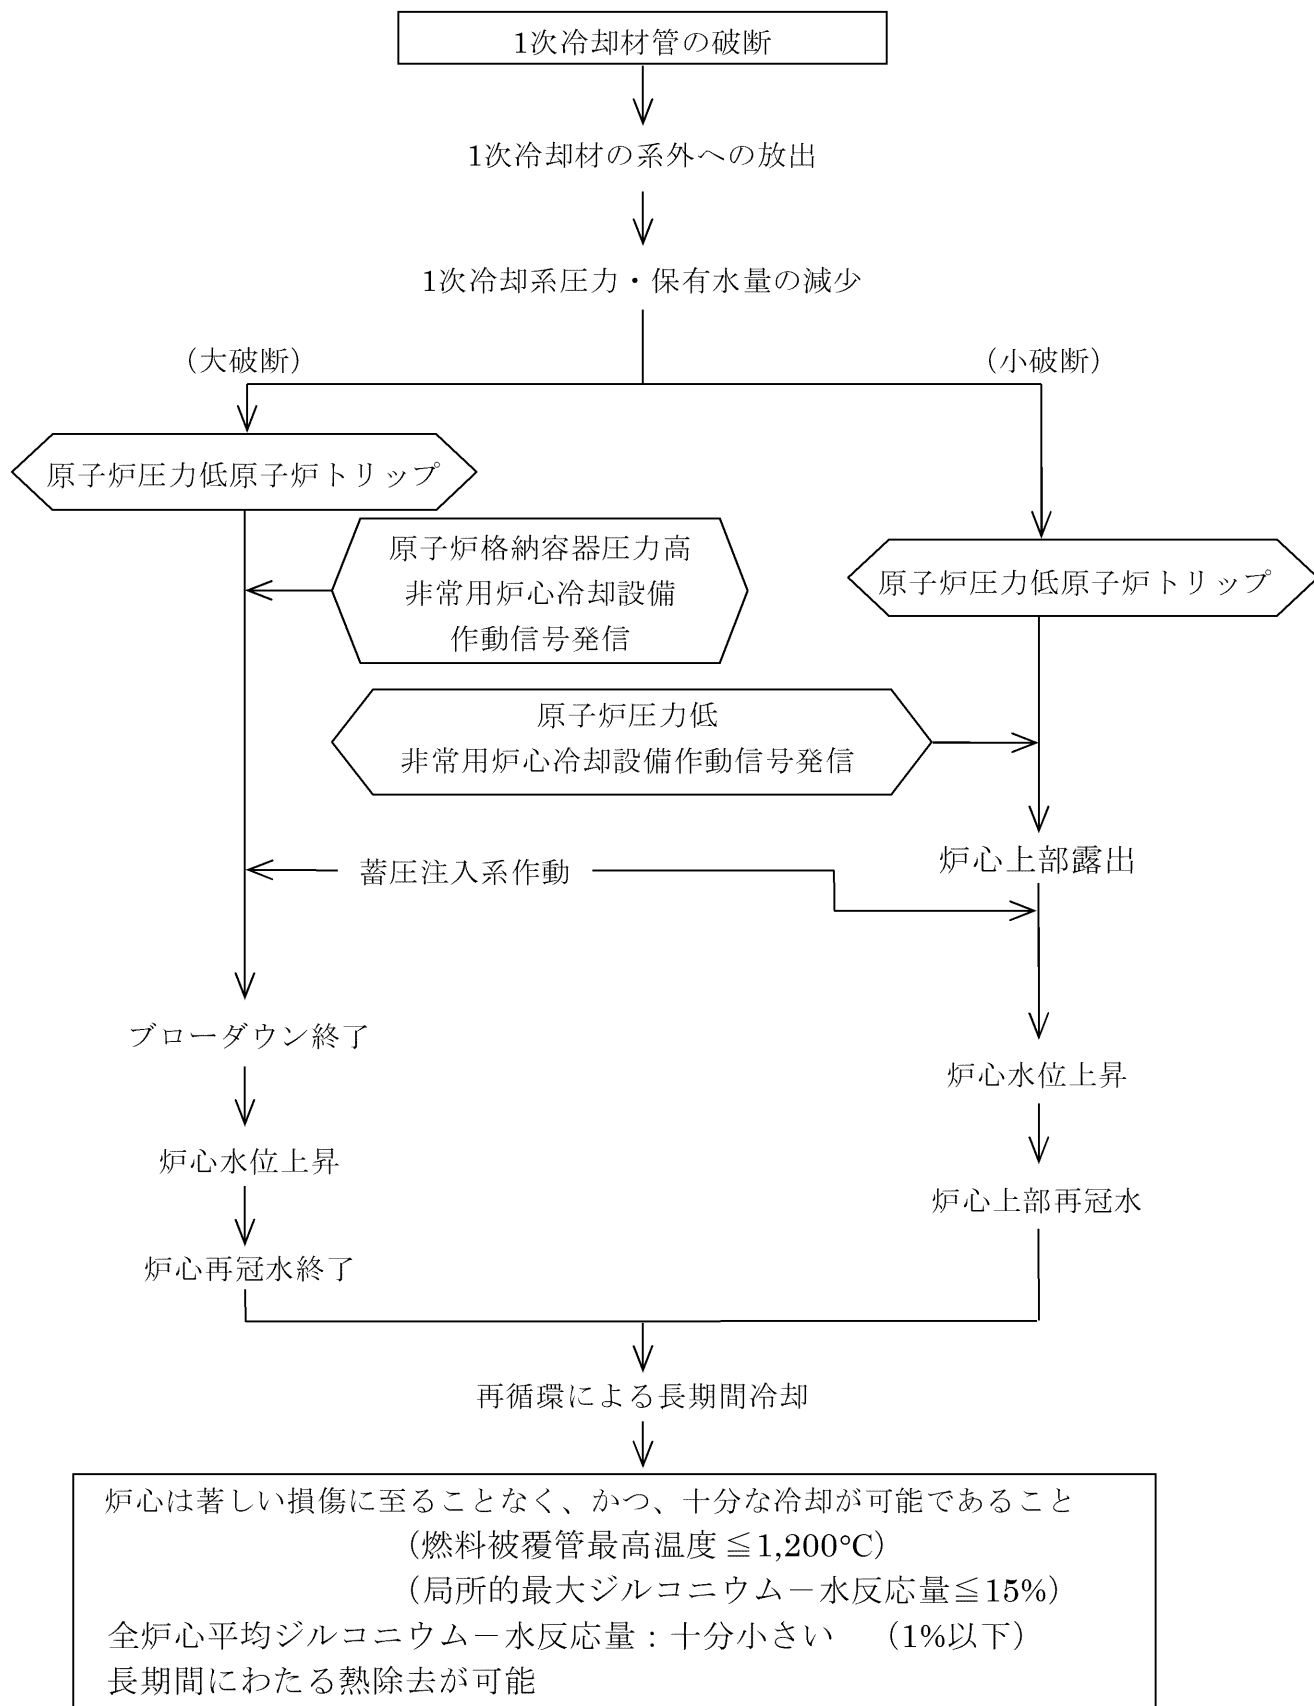 1次冷却材管の破断
1次冷却材の系外への放出
1次冷却系圧力・保有水量の減少
（大破断）
（小破断）
原子炉圧力低原子炉トリップ
原子炉格納容器圧力高
非常用炉心冷却設備
作動信号発信
原子炉圧力低原子炉トリップ
原子炉圧力低
非常用炉心冷却設備作動信号発信
炉心上部露出
蓄圧注入系作動
ブローダウン終了
炉心水位上昇
炉心水位上昇
炉心上部再冠水
炉心再冠水終了
再循環による長期間冷却
炉心は著しい損傷に至ることなく、かつ、十分な冷却が可能であること
（燃料被覆管最高温度≦1,200°C）
（局所的最大ジルコニウム－水反応量≦15%）
全炉心平均ジルコニウム－水反応量：十分小さい　（1%以下）
長期間にわたる熱除去が可能